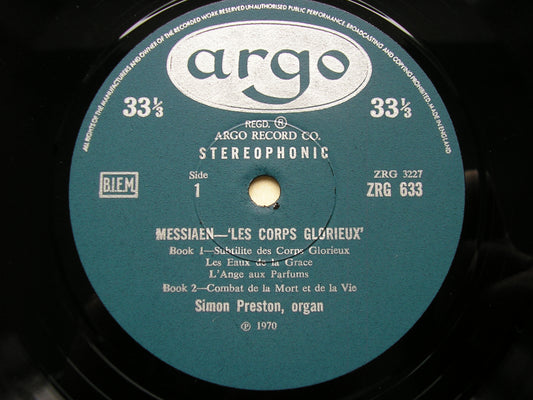 ALL RIGHTS OF THE MANUFACTURERS AND OWNER OF THE RECORDED WORK RESERVED UNAUTHORISED PUBLIC PERFORMANCE, BROADCASTING AND COPYING PROHIBITED. MADE IN ENGLAND
argo
33⅓
33⅓
REGD. ®
ARGO RECORD CO.
STEREOPHONIC
B.I.E.M.
Side
1
ZRG 3227
ZRG 633
MESSIAEN—'LES CORPS GLORIEUX'
Book 1—Subtilite des Corps Glorieux
Les Eaux de la Grace
L'Ange aux Parfums
Book 2—Combat de la Mort et de la Vie
Simon Preston, organ
℗ 1970